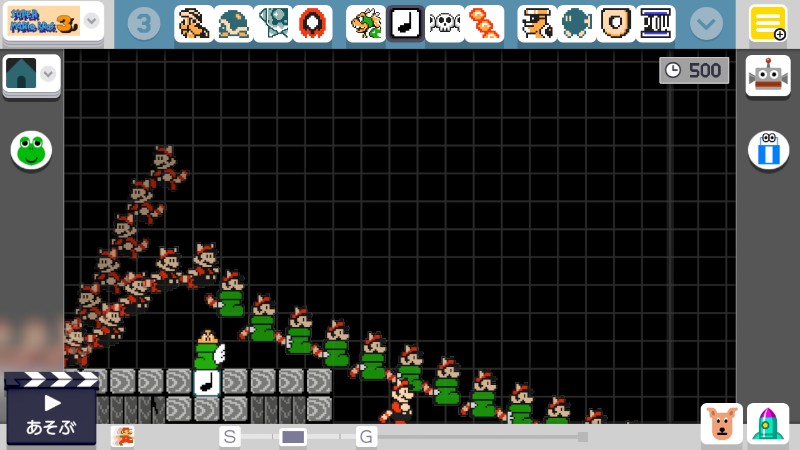 SUPER
MARIO BROS. 3
3
500
あそぶ
S
G